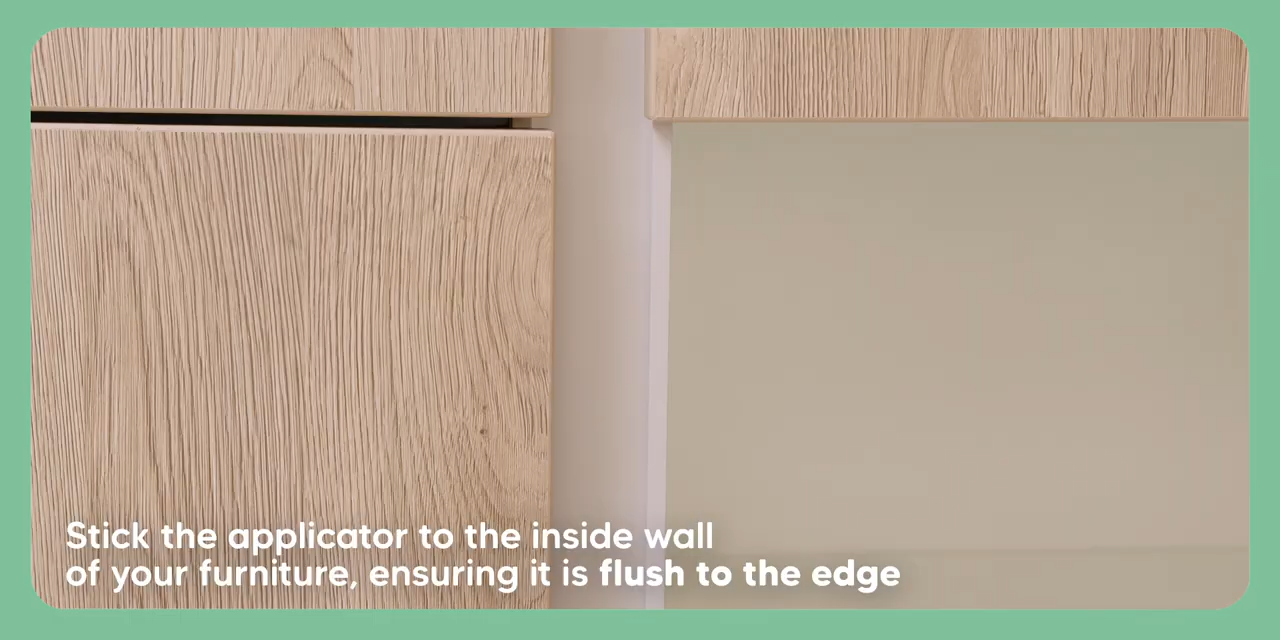 Stick the applicator to the inside wall
of your furniture, ensuring it is flush to the edge